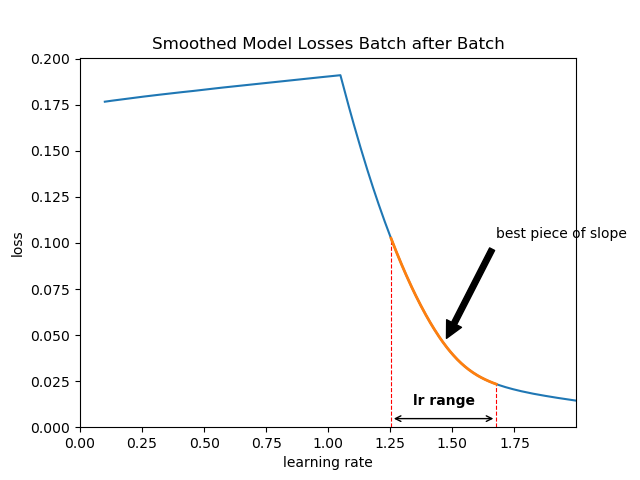 Smoothed Model Losses Batch after Batch
0.200
0.175
0.150
0.125
0.100
0.075
0.050
0.025
0.000
loss
best piece of slope
lr range
0.00 0.25 0.50 0.75 1.00 1.25 1.50 1.75
learning rate